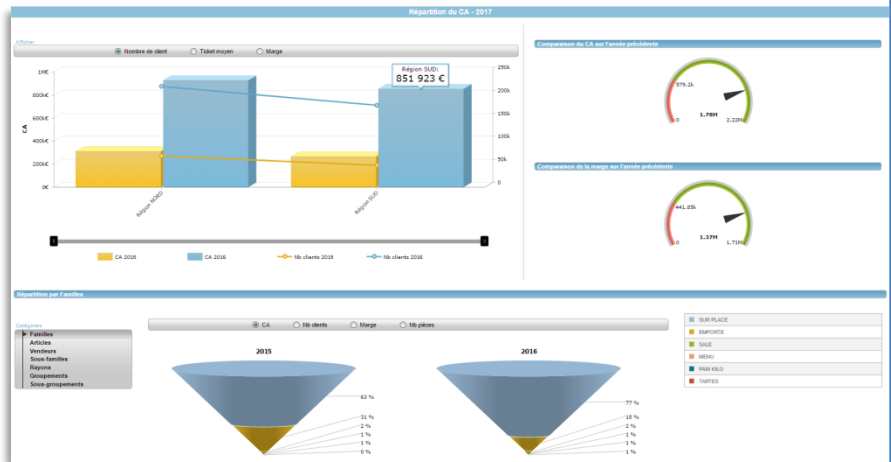 Répartition du CA - 2017
Afficher
Nombre de client Ticket moyen Marge
Comparaison du CA sur l'année précédente
1M€
800k€
600k€
400k€
200k€
0€
CA
250k
200k
150k
100k
50k
0
Région SUD:
851 923 €
Région NORD
Région SUD
579.2k
0
1.76M
2.22M
Comparaison de la marge sur l'année précédente
441.85k
0
1.37M
1.71M
CA 2015 CA 2016 Nb clients 2015 Nb clients 2016
Répartition par Familles
Catégories
Familles
Articles
Vendeurs
Sous-familles
Rayons
Groupements
Sous-groupements
CA Nb clients Marge Nb pièces
2015
63 %
31 %
2 %
1 %
1 %
0 %
2016
77 %
18 %
2 %
1 %
1 %
1 %
SUR PLACE
EMPORTE
SALE
MENU
PAIN KILO
TARTES